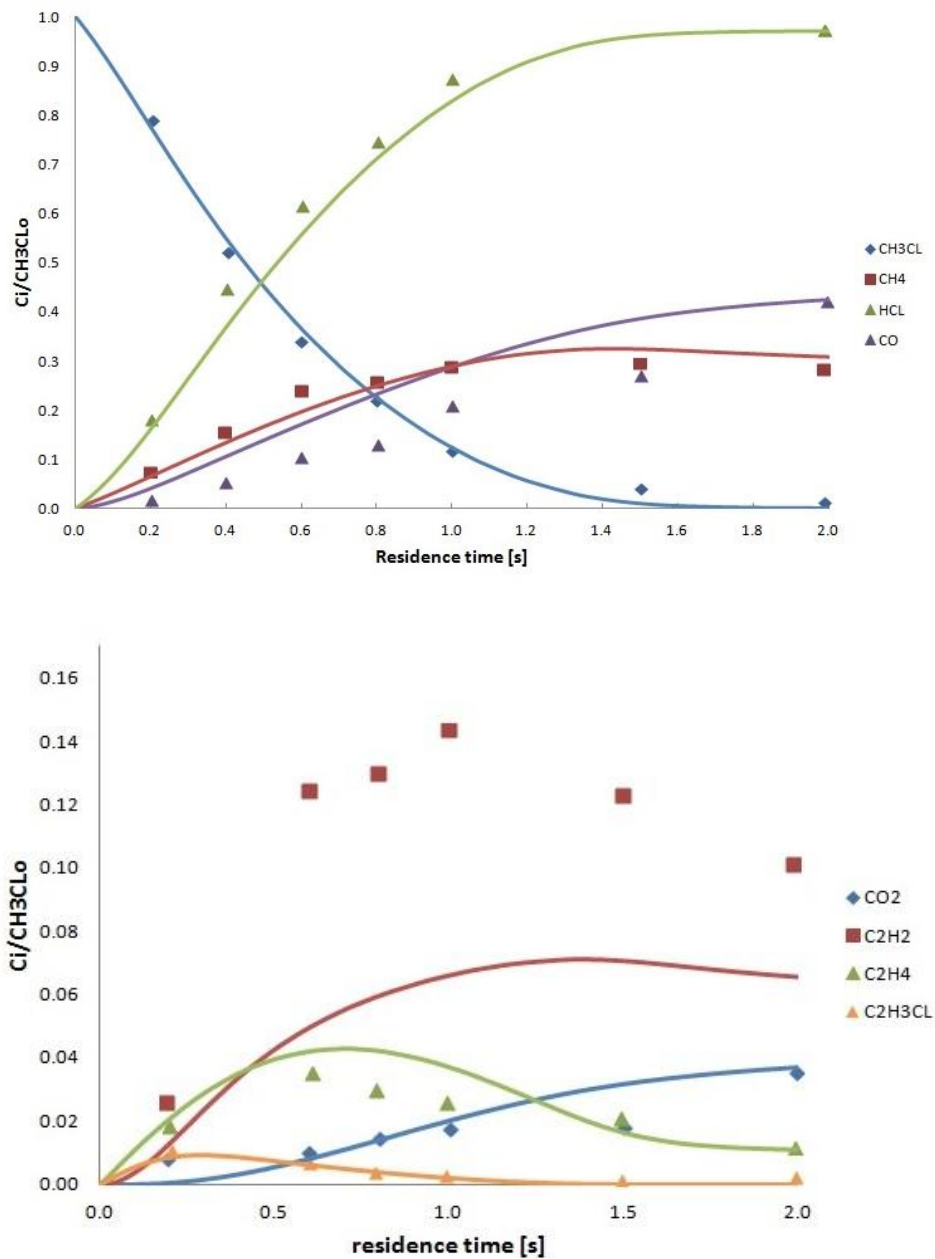 1.0
0.9
0.8
0.7
0.6
0.5
0.4
0.3
0.2
0.1
0.0
Ci/CH3CLo
0.0 0.2 0.4 0.6 0.8 1.0 1.2 1.4 1.6 1.8 2.0
Residence time [s]
CH3CL
CH4
HCL
CO
0.16
0.14
0.12
0.10
0.08
0.06
0.04
0.02
0.00
Ci/CH3CLo
0.0 0.5 1.0 1.5 2.0
residence time [s]
CO2
C2H2
C2H4
C2H3CL